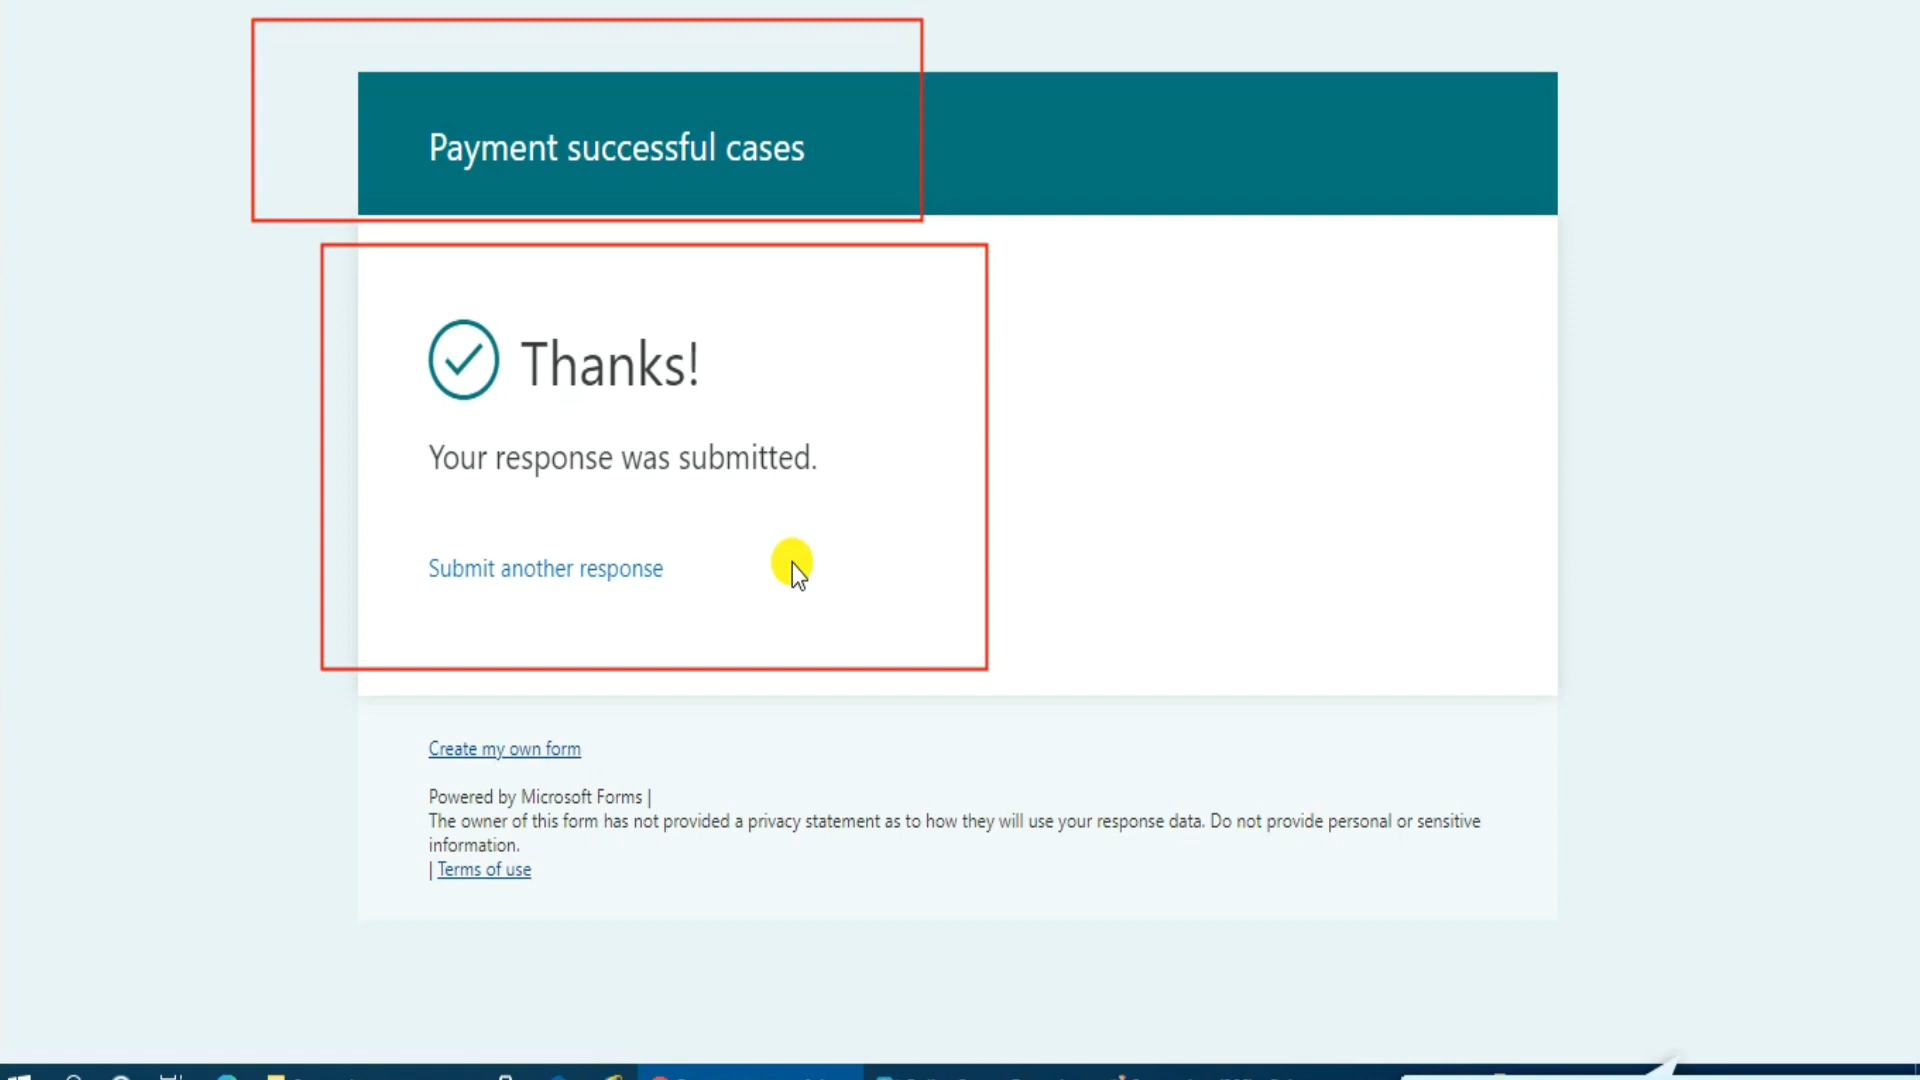 Payment successful cases
Thanks!
Your response was submitted.
Submit another response
Create my own form
Powered by Microsoft Forms |
The owner of this form has not provided a privacy statement as to how they will use your response data. Do not provide personal or sensitive
information.
| Terms of use